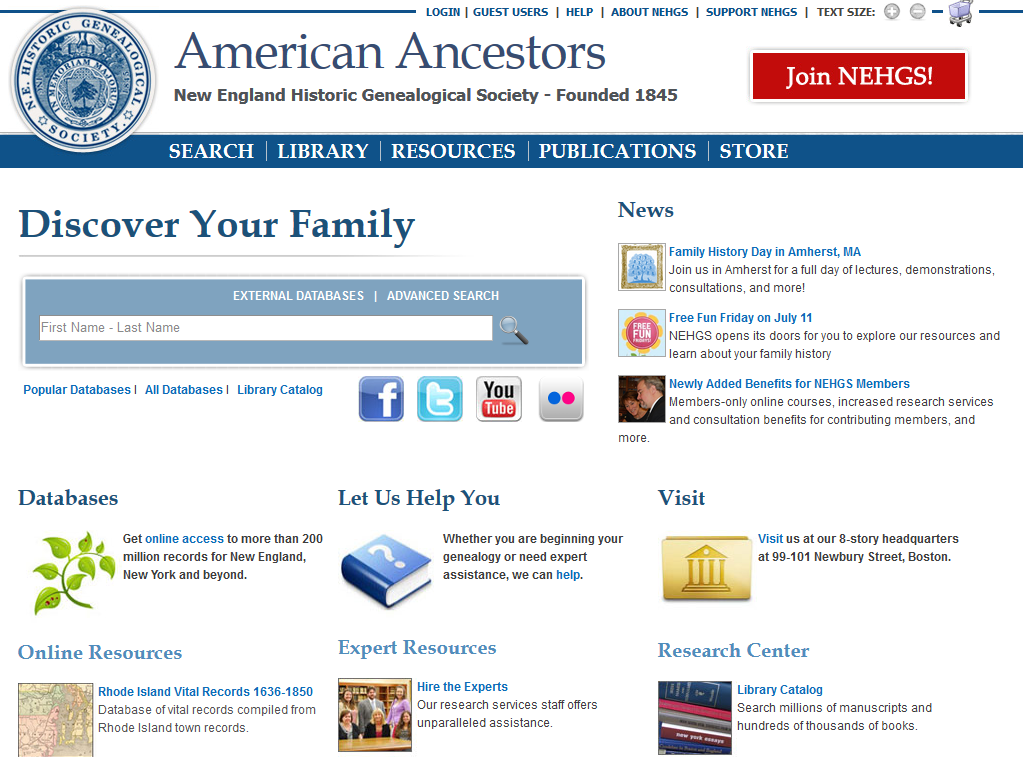 LOGIN | GUEST USERS | HELP | ABOUT NEHGS | SUPPORT NEHGS | TEXT SIZE:
N.E. HISTORIC GENEALOGICAL SOCIETY.
IN MEMORIAM MAJORUM
American Ancestors
New England Historic Genealogical Society - Founded 1845
Join NEHGS!
SEARCH | LIBRARY | RESOURCES | PUBLICATIONS | STORE
Discover Your Family
EXTERNAL DATABASES | ADVANCED SEARCH
First Name - Last Name
Popular Databases | All Databases | Library Catalog
f
t
You
Tube
News
Family History Day in Amherst, MA
Join us in Amherst for a full day of lectures, demonstrations,
consultations, and more!
FREE
FUN
FRIDAYS!
Free Fun Friday on July 11
NEHGS opens its doors for you to explore our resources and
learn about your family history
Newly Added Benefits for NEHGS Members
Members-only online courses, increased research services
and consultation benefits for contributing members, and
more.
Databases
Get online access to more than 200
million records for New England,
New York and beyond.
Let Us Help You
?
Whether you are beginning your
genealogy or need expert
assistance, we can help.
Visit
Visit us at our 8-story headquarters
at 99-101 Newbury Street, Boston.
Online Resources
Rhode Island Vital Records 1636-1850
Database of vital records compiled from
Rhode Island town records.
Expert Resources
Hire the Experts
Our research services staff offers
unparalleled assistance.
Research Center
new york essays
Library Catalog
Search millions of manuscripts and
hundreds of thousands of books.